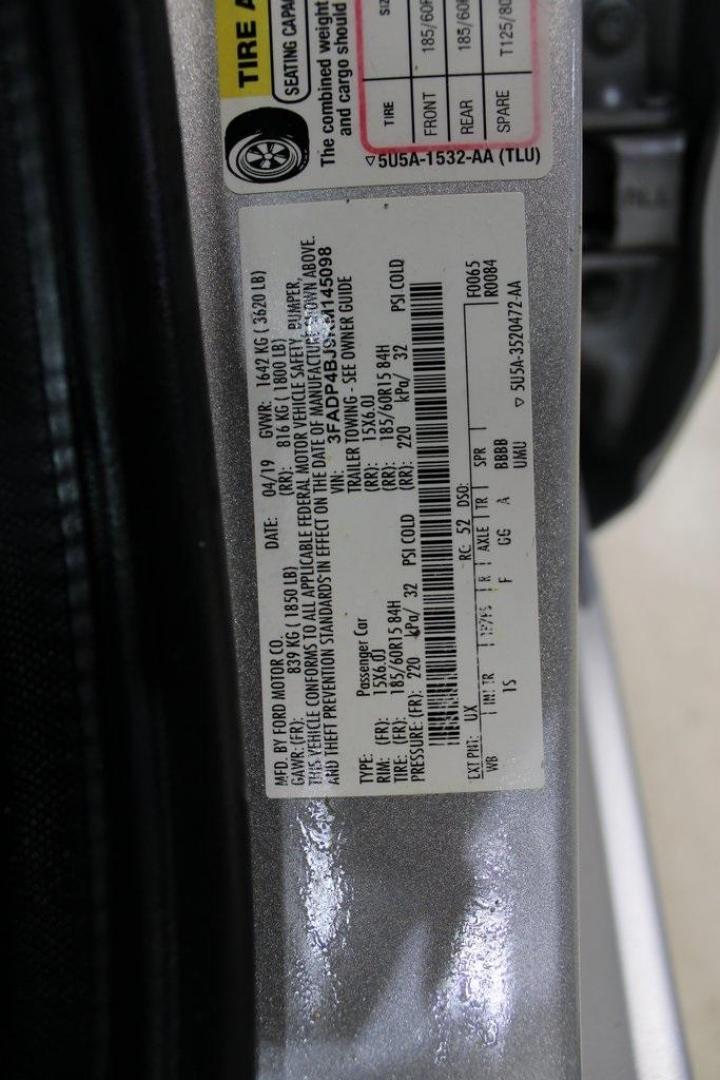 TIRE A
SEATING CAPA
The combined weight
and cargo should
TIRE SIZ
FRONT 185/60R
REAR 185/60R
SPARE T125/80
▽5U5A-1532-AA (TLU)
MFD. BY FORD MOTOR CO. DATE: 04/19 GVWR: 1642 KG ( 3620 LB)
GAWR: (FR): 839 KG ( 1850 LB) (RR): 816 KG ( 1800 LB)
THIS VEHICLE CONFORMS TO ALL APPLICABLE FEDERAL MOTOR VEHICLE SAFETY, BUMPER,
AND THEFT PREVENTION STANDARDS IN EFFECT ON THE DATE OF MANUFACTURE SHOWN ABOVE.
VIN:
TYPE: Passenger Car TRAILER TOWING - SEE OWNER GUIDE
RIM: (FR): 15X6.0J (RR): 15X6.0J
TIRE: (FR): 185/60R15 84H (RR): 185/60R15 84H
PRESSURE: (FR): 220 kPa/ 32 PSI COLD (RR): 220 kPa/ 32 PSI COLD
EXT PNT: UX RC: 52 DSO: F0065
WB INT TR R AXLE TR SPR R0084
IS F GG A BBBB
UMU
▽ 5U5A-3520472-AA